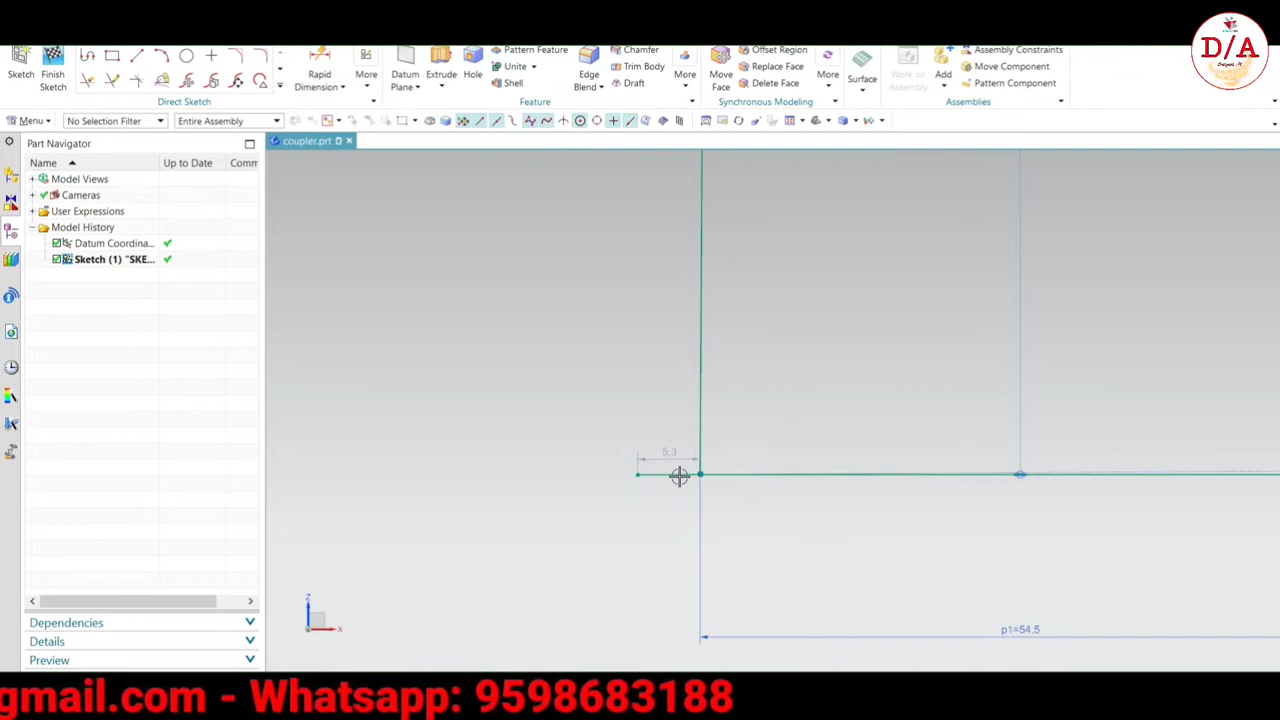 D/A
Sketch
Finish Sketch
Rapid Dimension
More
Direct Sketch
Datum Plane
Extrude
Hole
Pattern Feature
Unite
Shell
Edge Blend
Chamfer
Trim Body
Draft
More
Feature
Move Face
Offset Region
Replace Face
Delete Face
More
Synchronous Modeling
Surface
Work on Assembly
Add
Assembly Constraints
Move Component
Pattern Component
Assemblies
Menu
No Selection Filter
Entire Assembly
Part Navigator
coupler.prt
Name
Up to Date
Comm
Model Views
Cameras
User Expressions
Model History
Datum Coordina...
Sketch (1) "SKE...
5.3
p1=54,5
Z
X
Dependencies
Details
Preview
gmail.com - Whatsapp: 9598683188